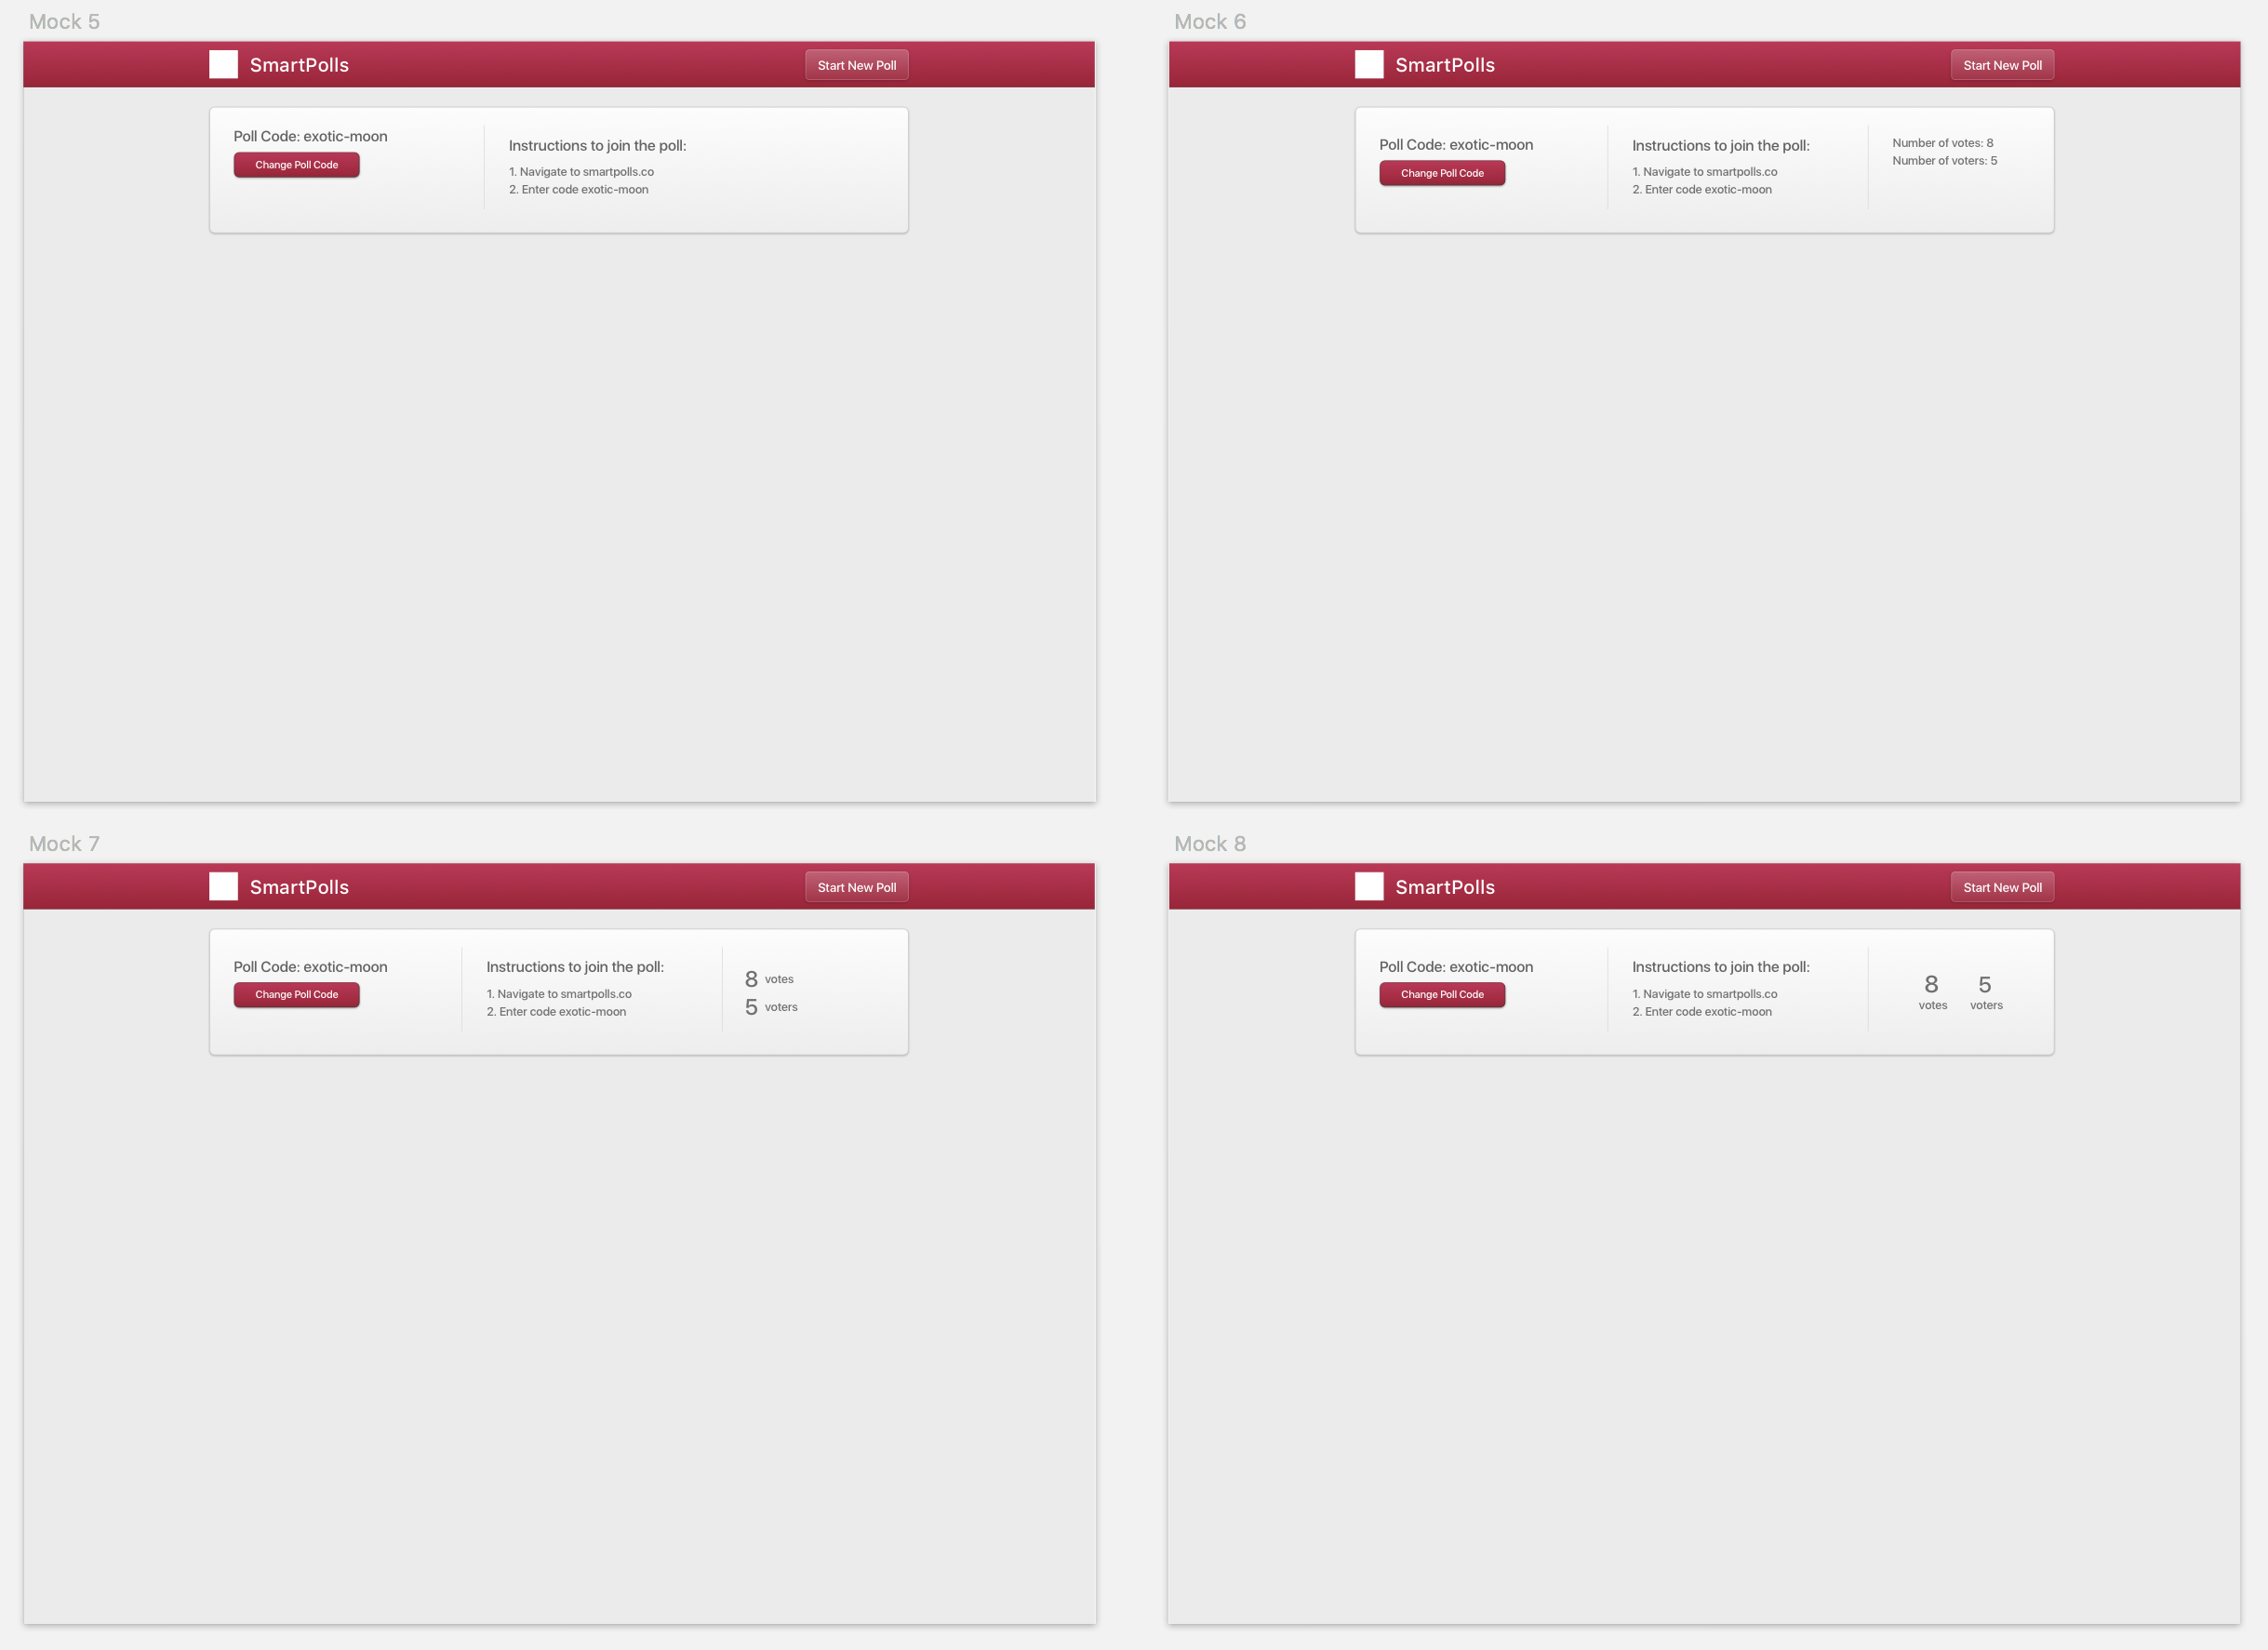 Mock 5
SmartPolls
Start New Poll
Poll Code: exotic-moon
Change Poll Code
Instructions to join the poll:
1. Navigate to smartpolls.co
2. Enter code exotic-moon
Mock 6
SmartPolls
Start New Poll
Poll Code: exotic-moon
Change Poll Code
Instructions to join the poll:
1. Navigate to smartpolls.co
2. Enter code exotic-moon
Number of votes: 8
Number of voters: 5
Mock 7
SmartPolls
Start New Poll
Poll Code: exotic-moon
Change Poll Code
Instructions to join the poll:
1. Navigate to smartpolls.co
2. Enter code exotic-moon
8 votes
5 voters
Mock 8
SmartPolls
Start New Poll
Poll Code: exotic-moon
Change Poll Code
Instructions to join the poll:
1. Navigate to smartpolls.co
2. Enter code exotic-moon
8 5
votes voters